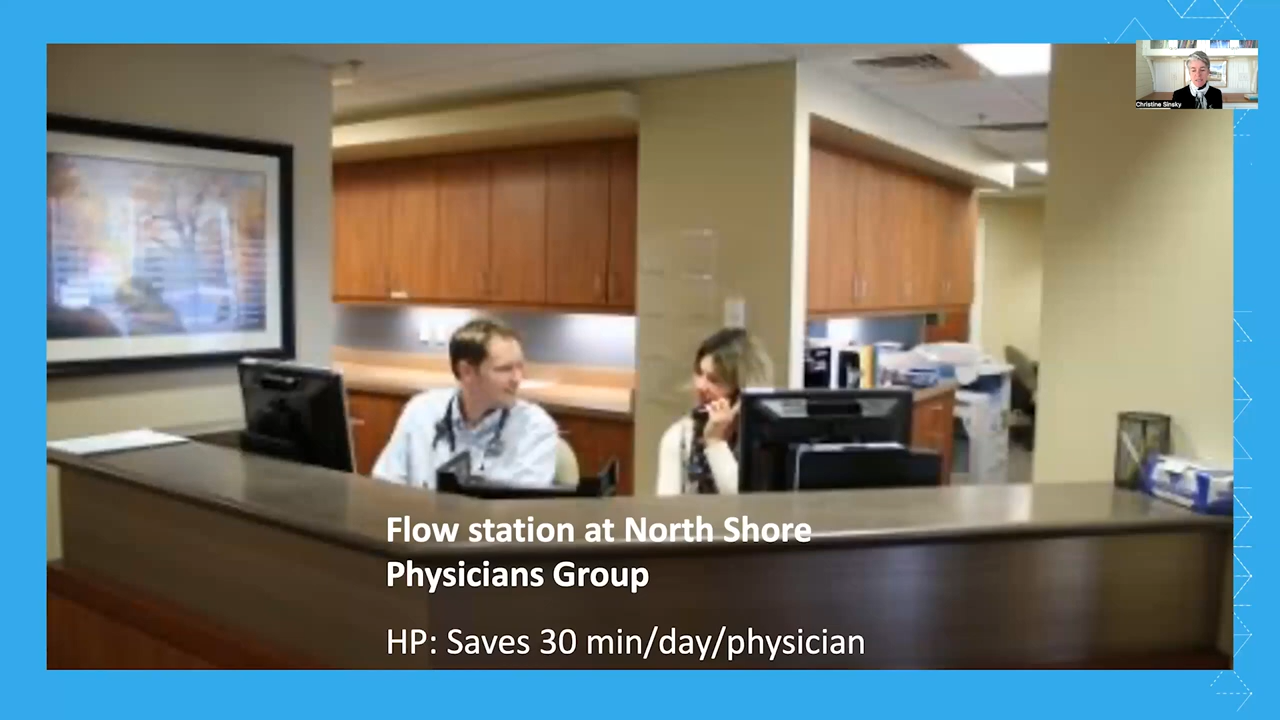 Christine Sinsky
Flow station at North Shore
Physicians Group
HP: Saves 30 min/day/physician